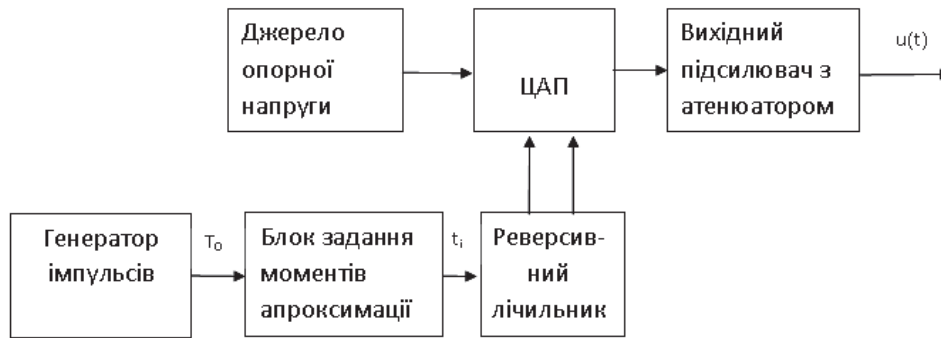 Джерело
опорної
напруги
ЦАП
Вихідний
підсилювач з
атенюатором
u(t)
Генератор
імпульсів
T₀
Блок задання
моментів
апроксимації
tᵢ
Реверсив-
ний
лічильник